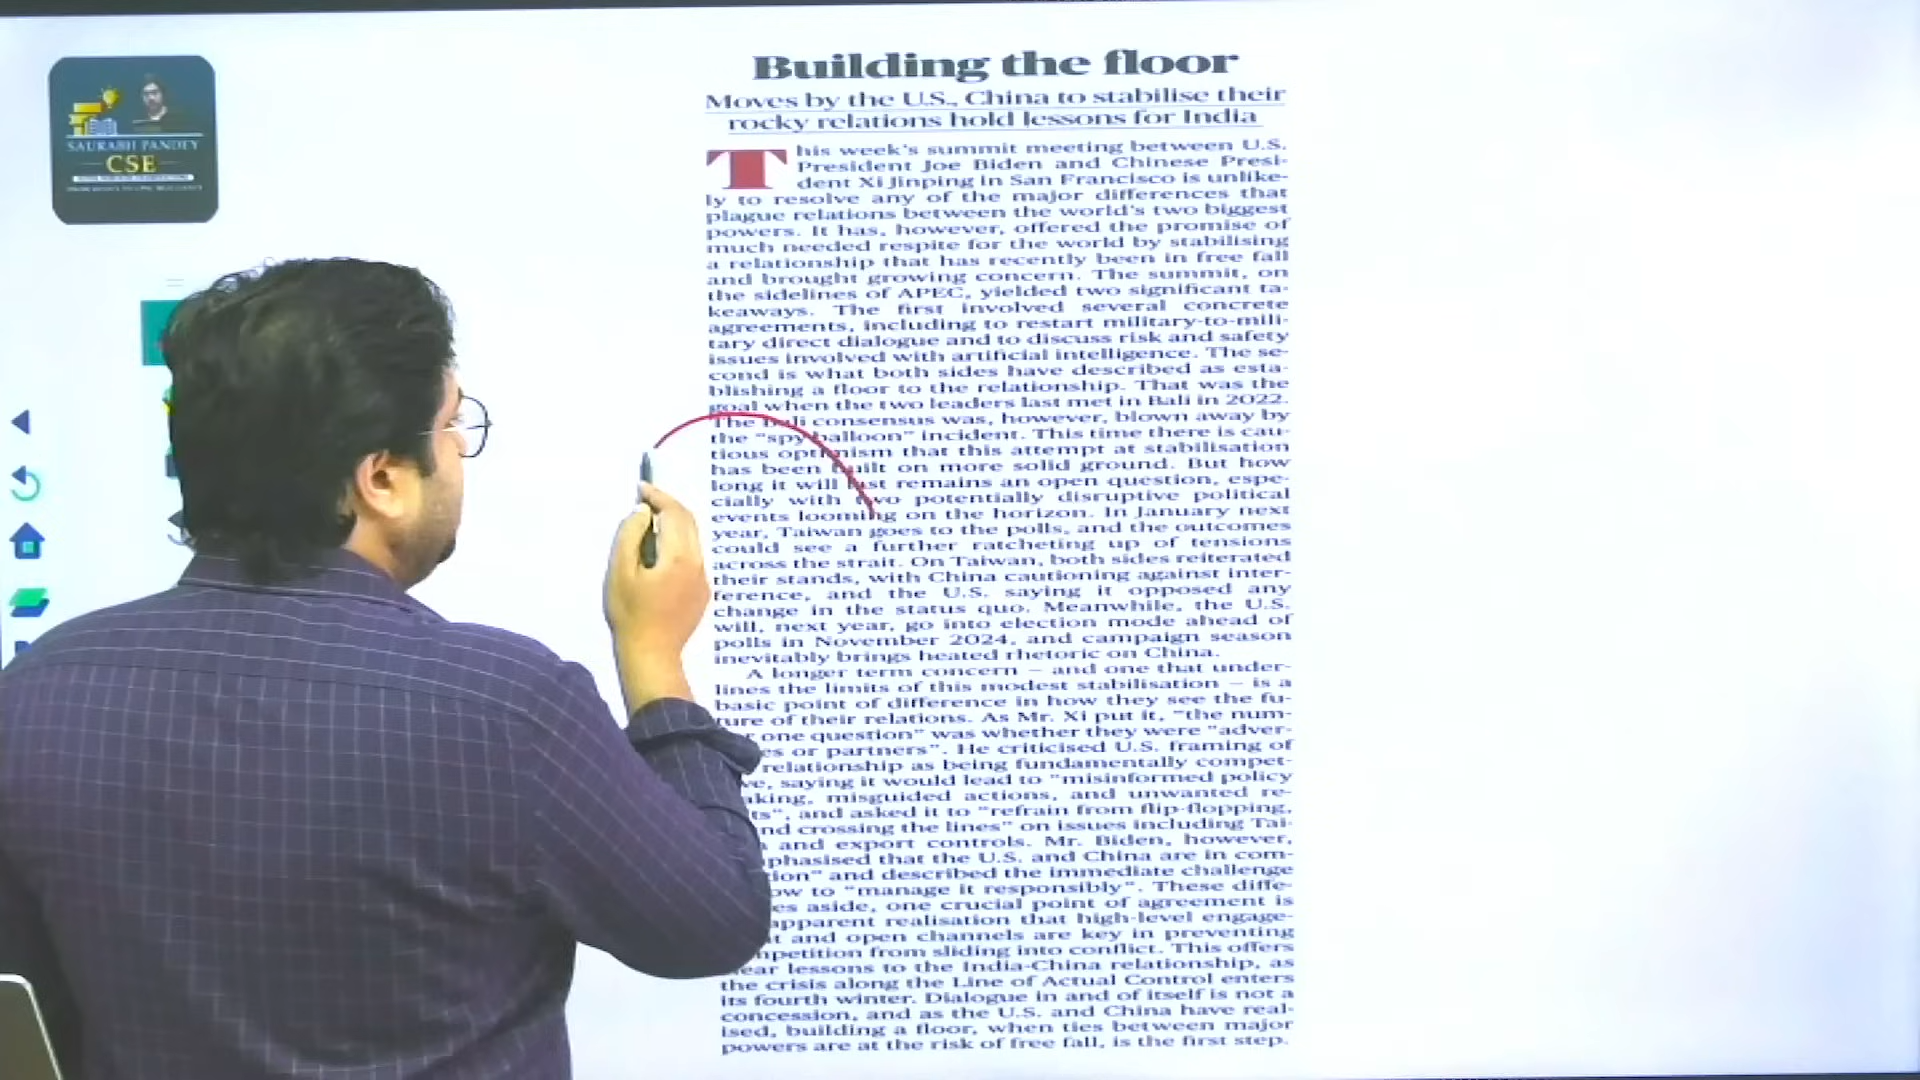 SAURABH PANDEY
CSE
Building the floor
Moves by the U.S., China to stabilise their
rocky relations hold lessons for India
This week's summit meeting between U.S.
President Joe Biden and Chinese Presi-
dent Xi Jinping in San Francisco is unlike-
ly to resolve any of the major differences that
plague relations between the world's two biggest
powers. It has, however, offered the promise of
much needed respite for the world by stabilising
a relationship that has recently been in free fall
and brought growing concern. The summit, on
the sidelines of APEC, yielded two significant ta-
keaways. The first involved several concrete
agreements, including to restart military-to-mili-
tary direct dialogue and to discuss risk and safety
issues involved with artificial intelligence. The se-
cond is what both sides have described as esta-
blishing a floor to the relationship. That was the
goal when the two leaders last met in Bali in 2022.
The Bali consensus was, however, blown away by
the "spy balloon" incident. This time there is cau-
tious optimism that this attempt at stabilisation
has been built on more solid ground. But how
long it will last remains an open question, espe-
cially with two potentially disruptive political
events looming on the horizon. In January next
year, Taiwan goes to the polls, and the outcomes
could see a further ratcheting up of tensions
across the strait. On Taiwan, both sides reiterated
their stands, with China cautioning against inter-
ference, and the U.S. saying it opposed any
change in the status quo. Meanwhile, the U.S.
will, next year, go into election mode ahead of
polls in November 2024, and campaign season
inevitably brings heated rhetoric on China.
A longer term concern — and one that under-
lines the limits of this modest stabilisation — is a
basic point of difference in how they see the fu-
ture of their relations. As Mr. Xi put it, "the num-
one question" was whether they were "adver-
es or partners". He criticised U.S. framing of
relationship as being fundamentally compet-
ve, saying it would lead to "misinformed policy
aking, misguided actions, and unwanted re-
ts", and asked it to "refrain from flip-flopping,
nd crossing the lines" on issues including Tai-
and export controls. Mr. Biden, however,
phasised that the U.S. and China are in com-
tion" and described the immediate challenge
ow to "manage it responsibly". These diffe-
es aside, one crucial point of agreement is
apparent realisation that high-level engage-
t and open channels are key in preventing
mpetition from sliding into conflict. This offers
ear lessons to the India-China relationship, as
the crisis along the Line of Actual Control enters
its fourth winter. Dialogue in and of itself is not a
concession, and as the U.S. and China have real-
ised, building a floor, when ties between major
powers are at the risk of free fall, is the first step.